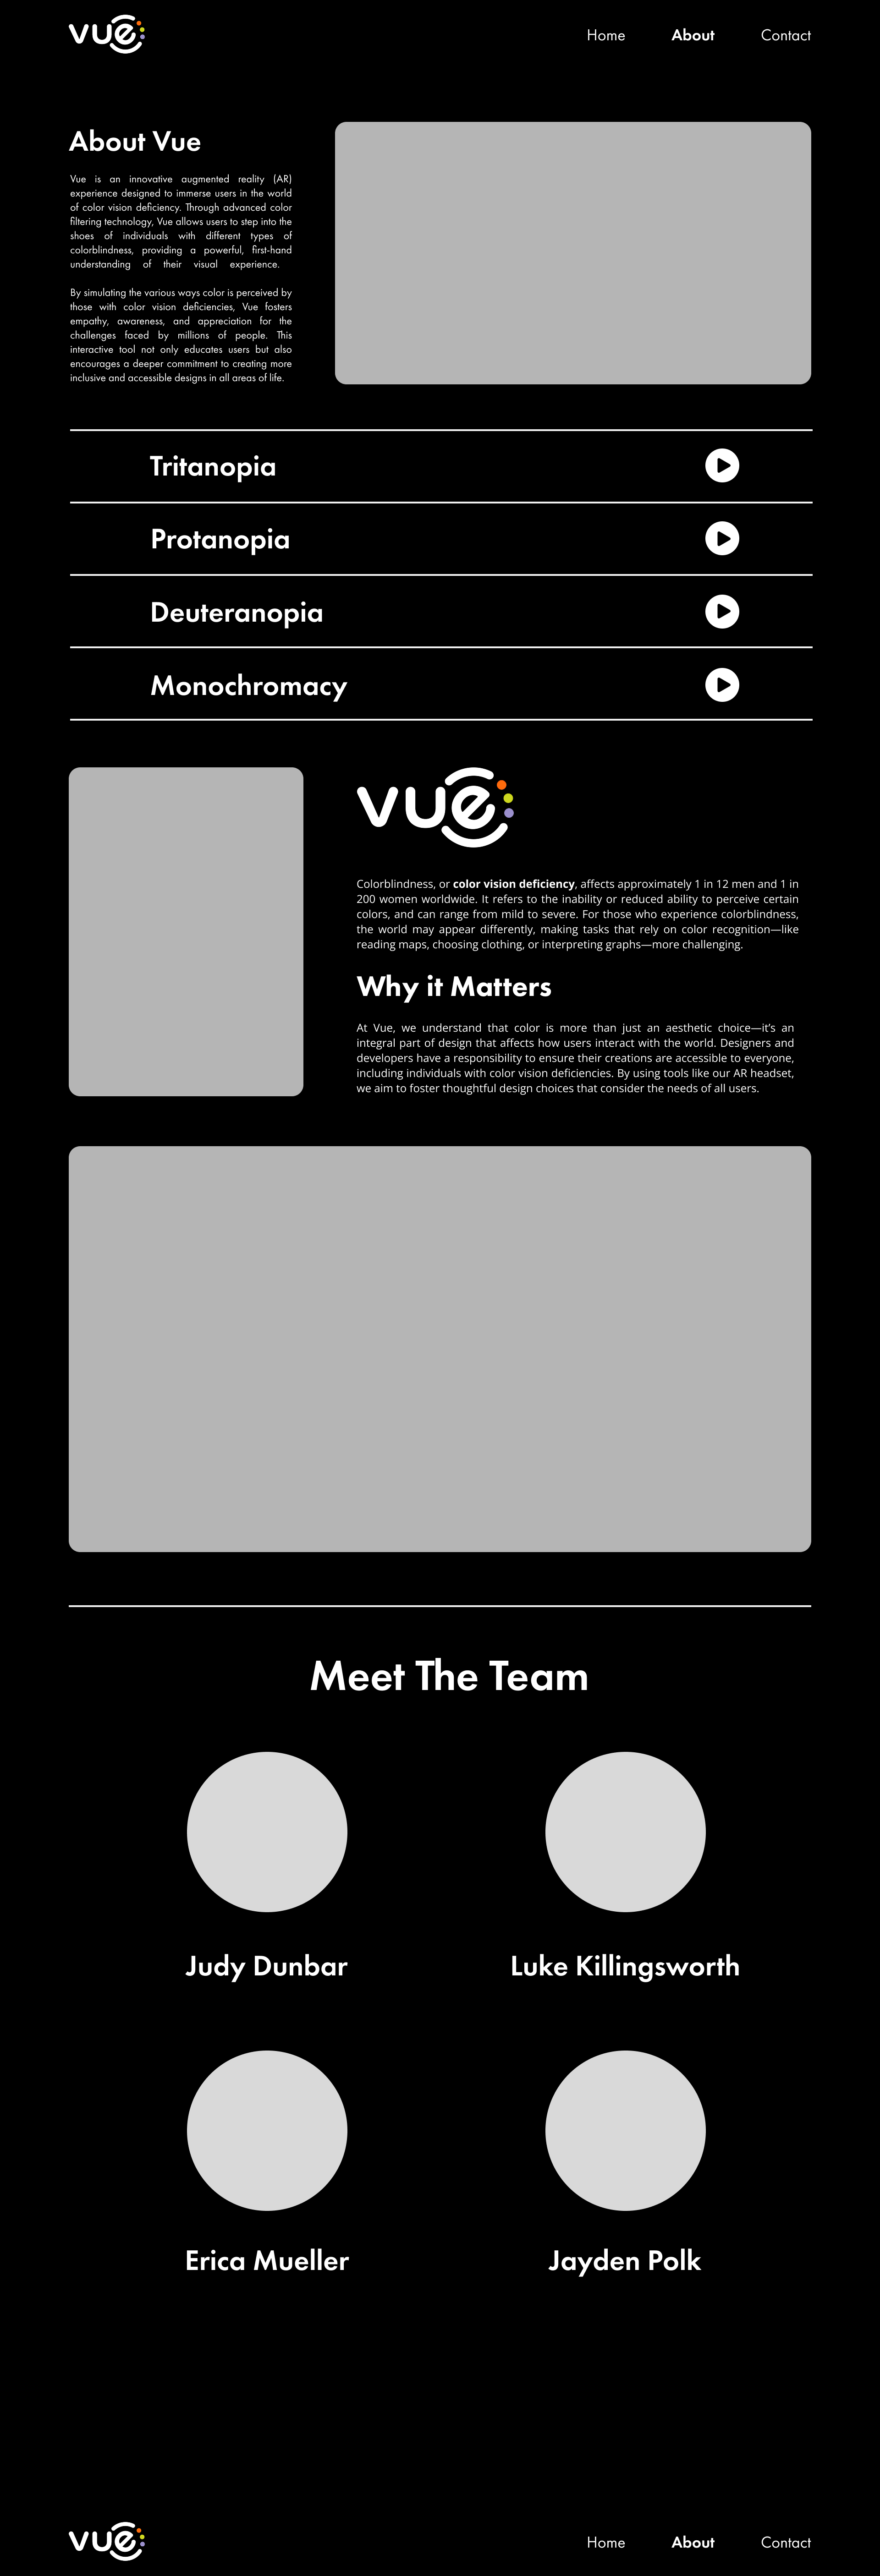 vue
Home About Contact
About Vue
Vue is an innovative augmented reality (AR)
experience designed to immerse users in the world
of color vision deficiency. Through advanced color
filtering technology, Vue allows users to step into the
shoes of individuals with different types of
colorblindness, providing a powerful, first-hand
understanding of their visual experience.
By simulating the various ways color is perceived by
those with color vision deficiencies, Vue fosters
empathy, awareness, and appreciation for the
challenges faced by millions of people. This
interactive tool not only educates users but also
encourages a deeper commitment to creating more
inclusive and accessible designs in all areas of life.
Tritanopia
Protanopia
Deuteranopia
Monochromacy
vue
Colorblindness, or color vision deficiency, affects approximately 1 in 12 men and 1 in
200 women worldwide. It refers to the inability or reduced ability to perceive certain
colors, and can range from mild to severe. For those who experience colorblindness,
the world may appear differently, making tasks that rely on color recognition—like
reading maps, choosing clothing, or interpreting graphs—more challenging.
Why it Matters
At Vue, we understand that color is more than just an aesthetic choice—it's an
integral part of design that affects how users interact with the world. Designers and
developers have a responsibility to ensure their creations are accessible to everyone,
including individuals with color vision deficiencies. By using tools like our AR headset,
we aim to foster thoughtful design choices that consider the needs of all users.
Meet The Team
Judy Dunbar
Luke Killingsworth
Erica Mueller
Jayden Polk
vue
Home About Contact